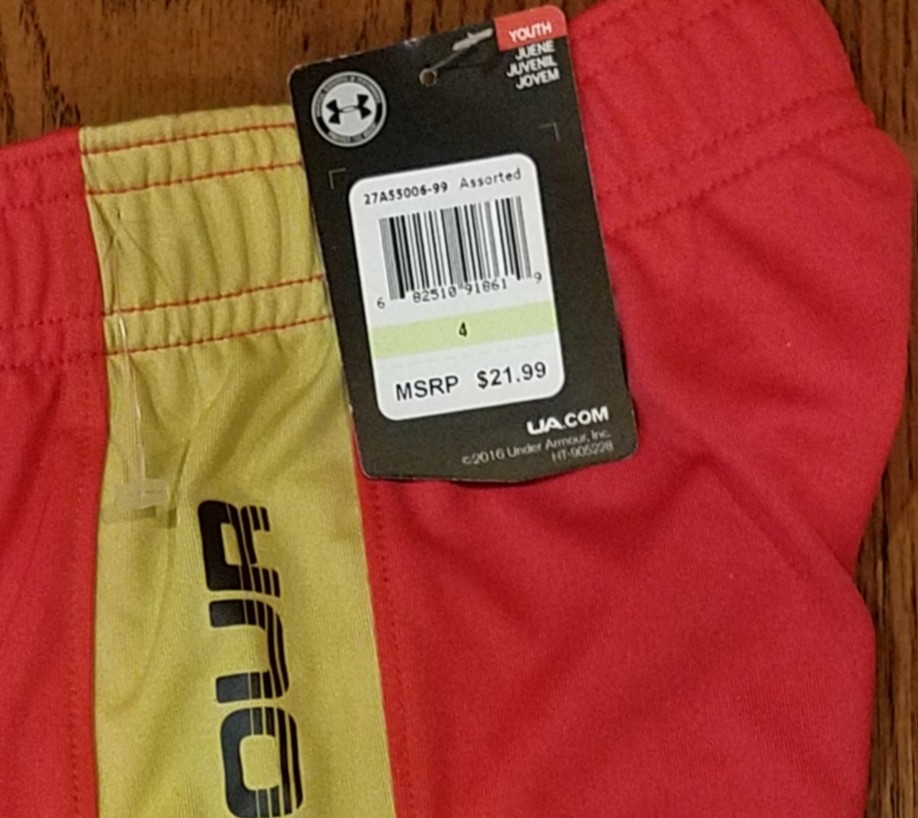 YOUTH
JUENE
JUVENIL
JOVEM
27A55006-99 Assorted
6 82510 91861 9
4
MSRP $21.99
UA.COM
©2016 Under Armour, Inc.
HT-905228
OUR